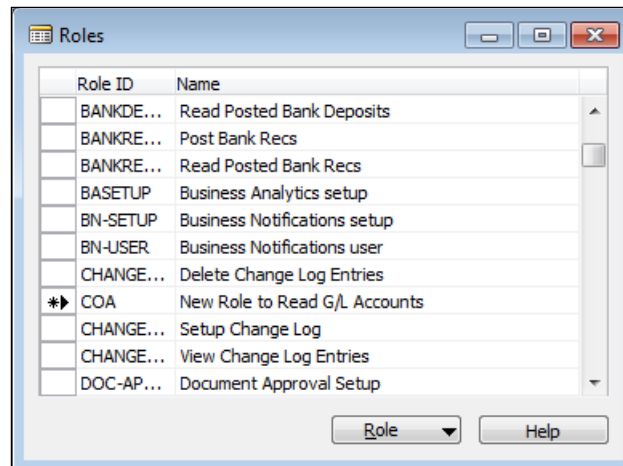 Roles
Role ID Name
BANKDE... Read Posted Bank Deposits
BANKRE... Post Bank Recs
BANKRE... Read Posted Bank Recs
BASETUP Business Analytics setup
BN-SETUP Business Notifications setup
BN-USER Business Notifications user
CHANGE... Delete Change Log Entries
COA New Role to Read G/L Accounts
CHANGE... Setup Change Log
CHANGE... View Change Log Entries
DOC-AP... Document Approval Setup
Role Help